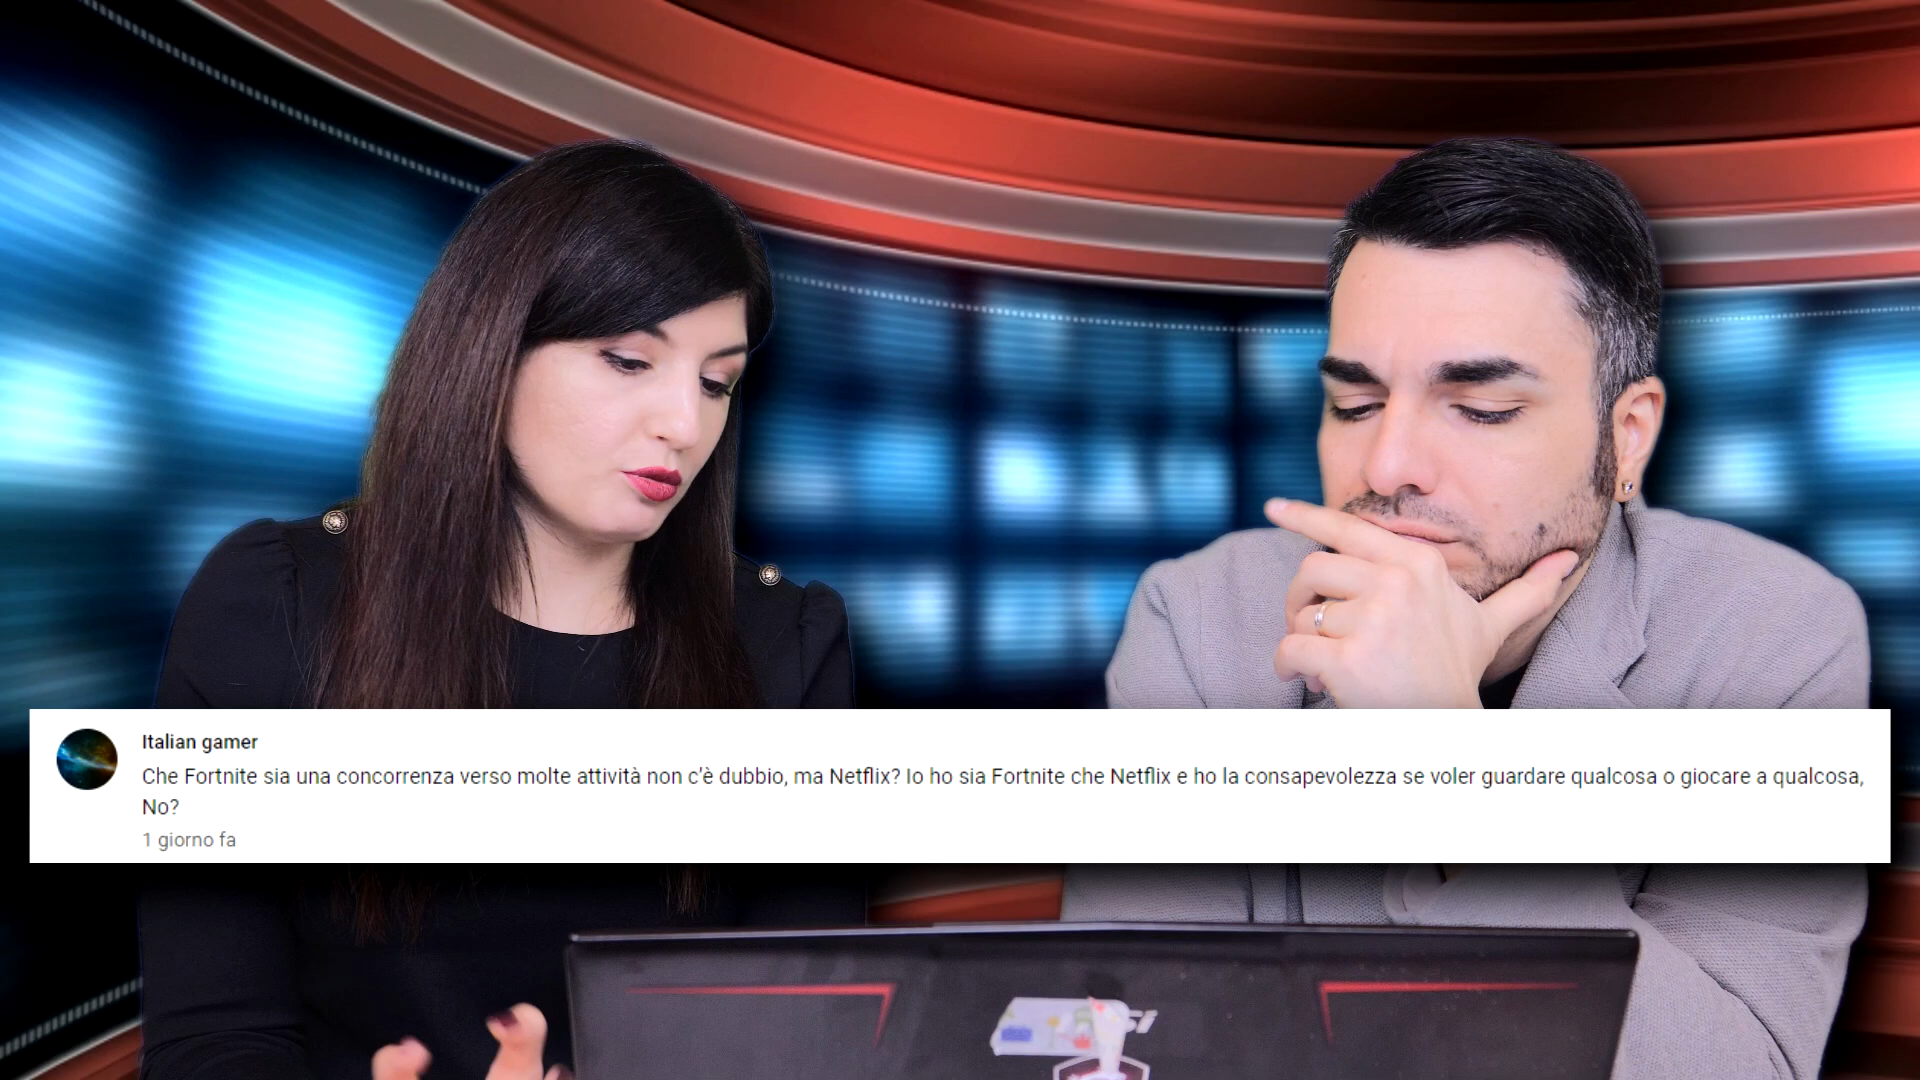 Italian gamer
Che Fortnite sia una concorrenza verso molte attività non c'è dubbio, ma Netflix? Io ho sia Fortnite che Netflix e ho la consapevolezza se voler guardare qualcosa o giocare a qualcosa,
No?
1 giorno fa